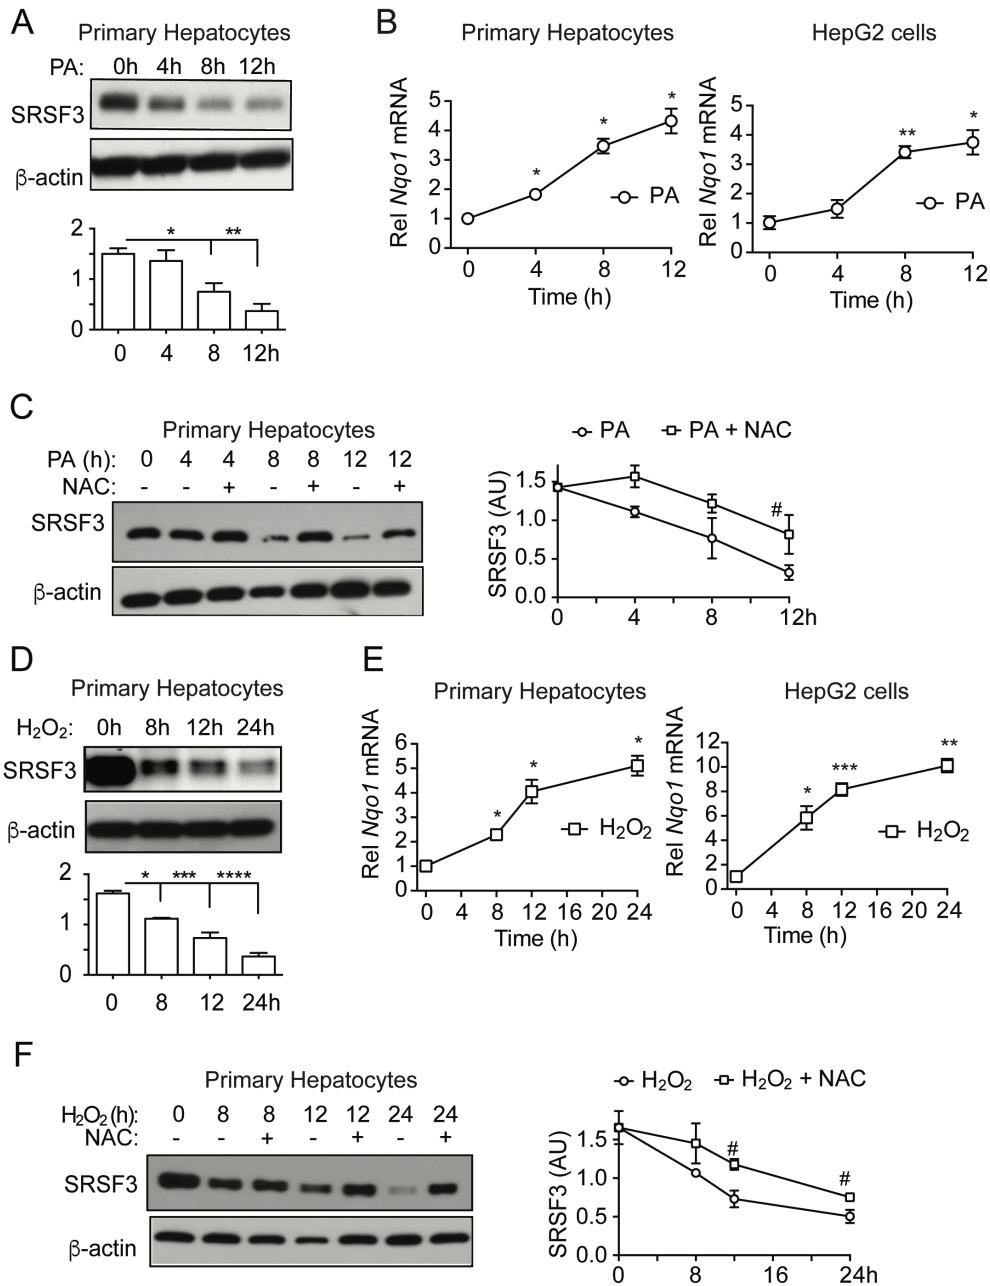 A
Primary Hepatocytes
PA: 0h 4h 8h 12h
SRSF3
β-actin
2
1
0
* **
0 4 8 12h
B
Primary Hepatocytes
Rel Nqo1 mRNA
5
4
3
2
1
0
* * *
PA
0 4 8 12
Time (h)
HepG2 cells
Rel Nqo1 mRNA
5
4
3
2
1
0
** *
PA
0 4 8 12
Time (h)
C
Primary Hepatocytes
PA (h): 0 4 4 8 8 12 12
NAC: - - + - + - +
SRSF3
β-actin
PA PA + NAC
SRSF3 (AU)
1.5
1.0
0.5
0.0
#
0 4 8 12h
D
Primary Hepatocytes
H₂O₂: 0h 8h 12h 24h
SRSF3
β-actin
2
1
0
* *** ****
0 8 12 24h
E
Primary Hepatocytes
Rel Nqo1 mRNA
6
5
4
3
2
1
0
* * *
H₂O₂
0 4 8 12 16 20 24
Time (h)
HepG2 cells
Rel Nqo1 mRNA
12
10
8
6
4
2
0
* *** **
H₂O₂
0 4 8 12 16 20 24
Time (h)
F
Primary Hepatocytes
H₂O₂(h): 0 8 8 12 12 24 24
NAC: - - + - + - +
SRSF3
β-actin
H₂O₂ H₂O₂ + NAC
SRSF3 (AU)
1.5
1.0
0.5
0.0
# #
0 8 16 24h